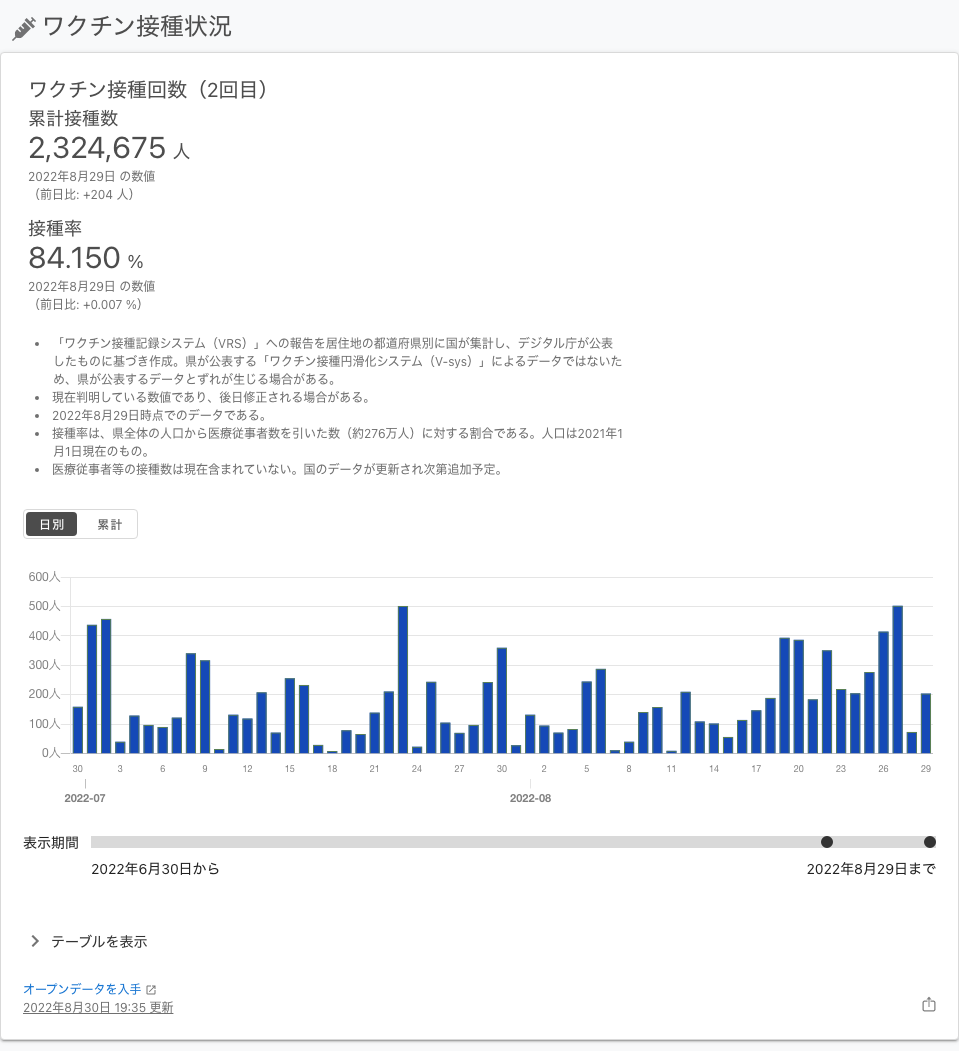 ワクチン接種状況
ワクチン接種回数（2回目）
累計接種数
2,324,675 人
2022年8月29日 の数値
（前日比: +204 人）
接種率
84.150 %
2022年8月29日 の数値
（前日比: +0.007 %）
• 「ワクチン接種記録システム（VRS）」への報告を居住地の都道府県別に国が集計し、デジタル庁が公表
したものに基づき作成。県が公表する「ワクチン接種円滑化システム（V-sys）」によるデータではないた
め、県が公表するデータとずれが生じる場合がある。
• 現在判明している数値であり、後日修正される場合がある。
• 2022年8月29日時点でのデータである。
• 接種率は、県全体の人口から医療従事者数を引いた数（約276万人）に対する割合である。人口は2021年1
月1日現在のもの。
• 医療従事者等の接種数は現在含まれていない。国のデータが更新され次第追加予定。
日別 累計
600人
500人
400人
300人
200人
100人
0人
30 3 6 9 12 15 18 21 24 27 30 2 5 8 11 14 17 20 23 26 29
2022-07 2022-08
表示期間
2022年6月30日から 2022年8月29日まで
テーブルを表示
オープンデータを入手
2022年8月30日 19:35 更新